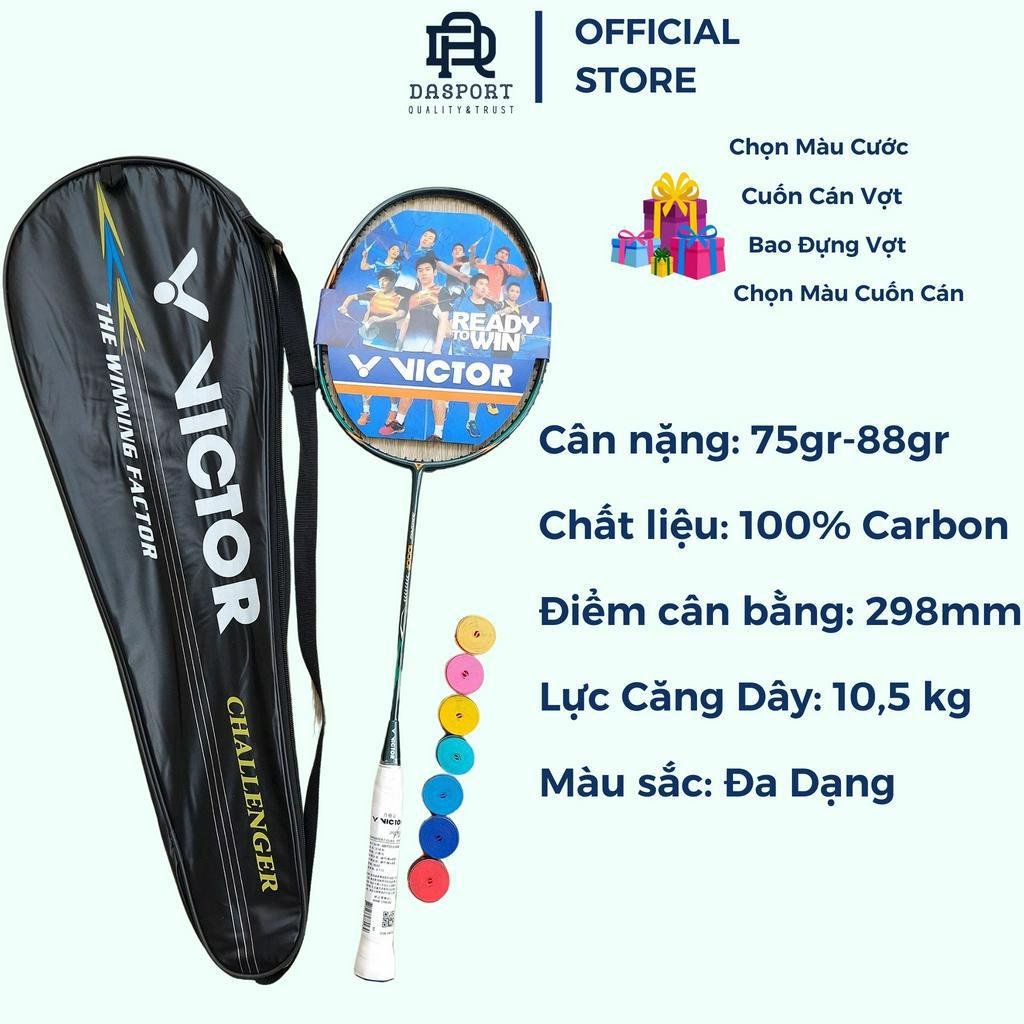 DASPORT
QUALITY&TRUST
OFFICIAL
STORE
Chọn Màu Cước
Cuốn Cán Vợt
Bao Đựng Vợt
Chọn Màu Cuốn Cán
THE WINNING FACTOR
VICTOR
CHALLENGER
READY
TO WIN
VICTOR
VICTOR
VICTOR
Cân nặng: 75gr-88gr
Chất liệu: 100% Carbon
Điểm cân bằng: 298mm
Lực Căng Dây: 10,5 kg
Màu sắc: Đa Dạng